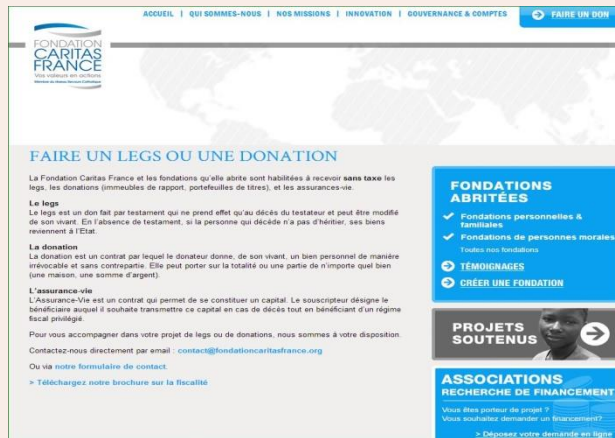 ACCUEIL | QUI SOMMES-NOUS | NOS MISSIONS | INNOVATION | GOUVERNANCE & COMPTES
FAIRE UN DON
FONDATION
CARITAS
FRANCE
Vos valeurs en actions
Membre du réseau Secours Catholique
FAIRE UN LEGS OU UNE DONATION
La Fondation Caritas France et les fondations qu'elle abrite sont habilitées à recevoir sans taxe les
legs, les donations (immeubles de rapport, portefeuilles de titres), et les assurances-vie.
Le legs
Le legs est un don fait par testament qui ne prend effet qu'au décès du testateur et peut être modifié
de son vivant. En l'absence de testament, si la personne qui décède n'a pas d'héritier, ses biens
reviennent à l'Etat.
La donation
La donation est un contrat par lequel le donateur donne, de son vivant, un bien personnel de manière
irrévocable et sans contrepartie. Elle peut porter sur la totalité ou une partie de n'importe quel bien
(une maison, une somme d'argent).
L'assurance-vie
L'Assurance-Vie est un contrat qui permet de se constituer un capital. Le souscripteur désigne le
bénéficiaire auquel il souhaite transmettre ce capital en cas de décès tout en bénéficiant d'un régime
fiscal privilégié.
Pour vous accompagner dans votre projet de legs ou de donations, nous sommes à votre disposition.
Contactez-nous directement par email : contact@fondationcaritasfrance.org
Ou via notre formulaire de contact.
> Téléchargez notre brochure sur la fiscalité
FONDATIONS
ABRITÉES
Fondations personnelles &
familiales
Fondations de personnes morales
Toutes nos fondations
TÉMOIGNAGES
CRÉER UNE FONDATION
PROJETS
SOUTENUS
ASSOCIATIONS
RECHERCHE DE FINANCEMENT
Vous êtes porteur de projet ?
Vous souhaitez demander un financement?
> Déposez votre demande en ligne